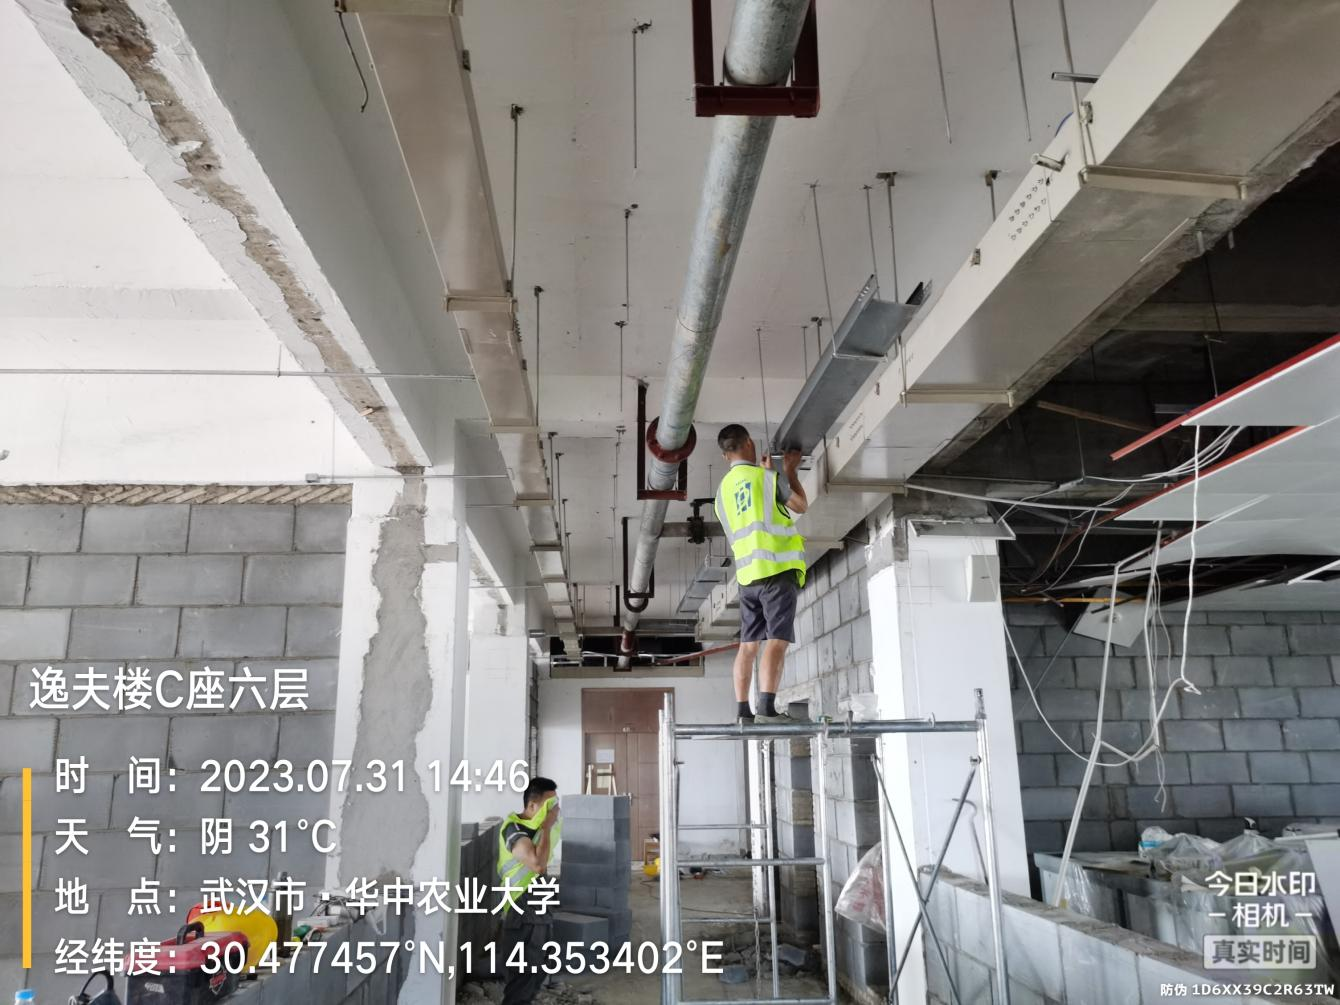 逸夫楼C座六层
时 间：2023.07.31 14:46
天 气：阴 31℃
地 点：武汉市·华中农业大学
经纬度：30.477457°N,114.353402°E
今日水印
相机
真实时间
防伪 1D6XX39C2R63TW